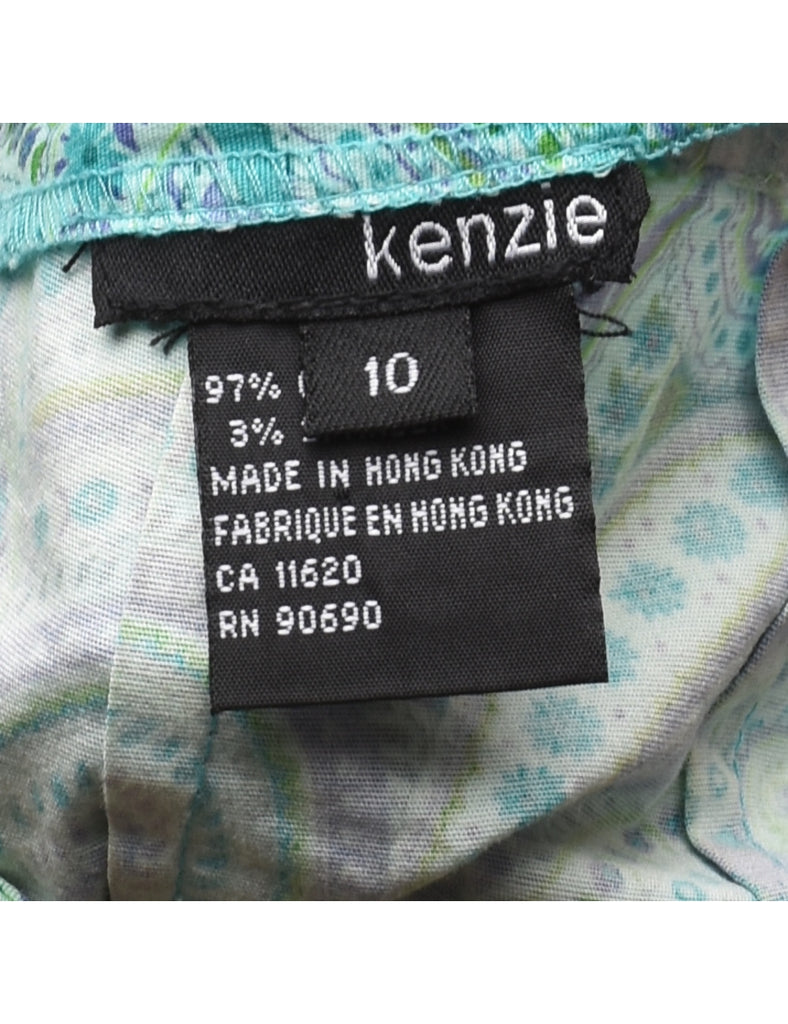 kenzie
10
97%
3%
MADE IN HONG KONG
FABRIQUE EN HONG KONG
CA 11620
RN 90690